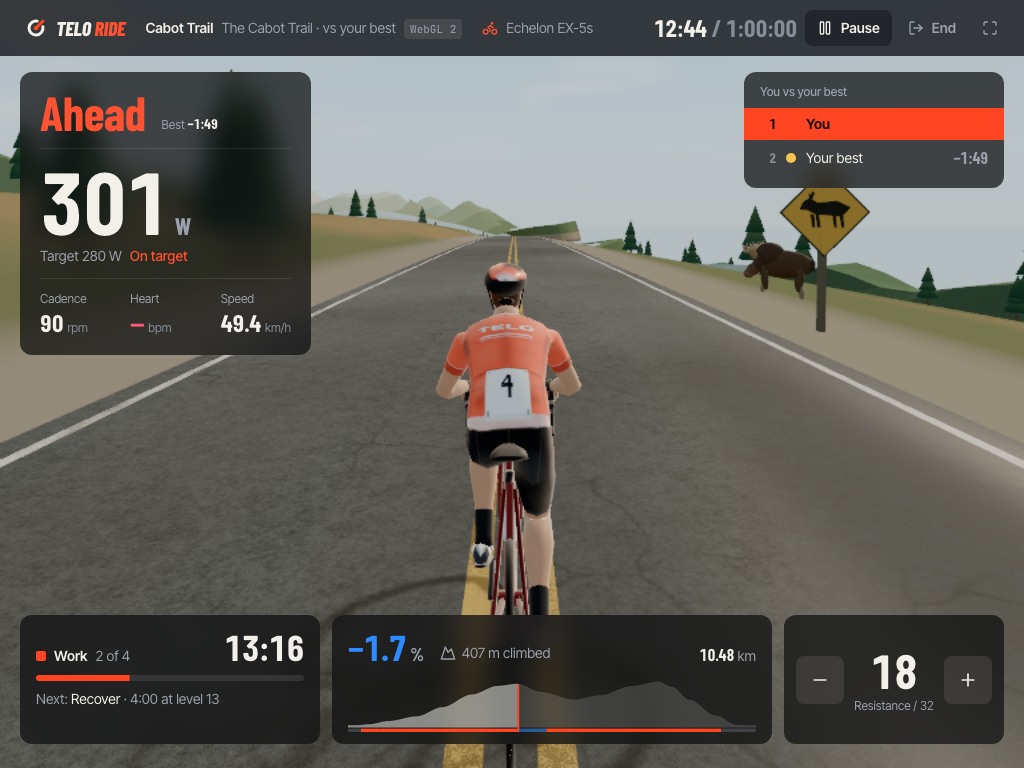 TELO RIDE Cabot Trail The Cabot Trail · vs your best WebGL 2 Echelon EX-5s 12:44 / 1:00:00 Pause End
Ahead Best −1:49
301 W
Target 280 W On target
Cadence Heart Speed
90 rpm — bpm 49.4 km/h
You vs your best
1 You
2 Your best −1:49
TELO
4
Work 2 of 4 13:16
Next: Recover · 4:00 at level 13
−1.7 % 407 m climbed 10.48 km
− 18 +
Resistance / 32